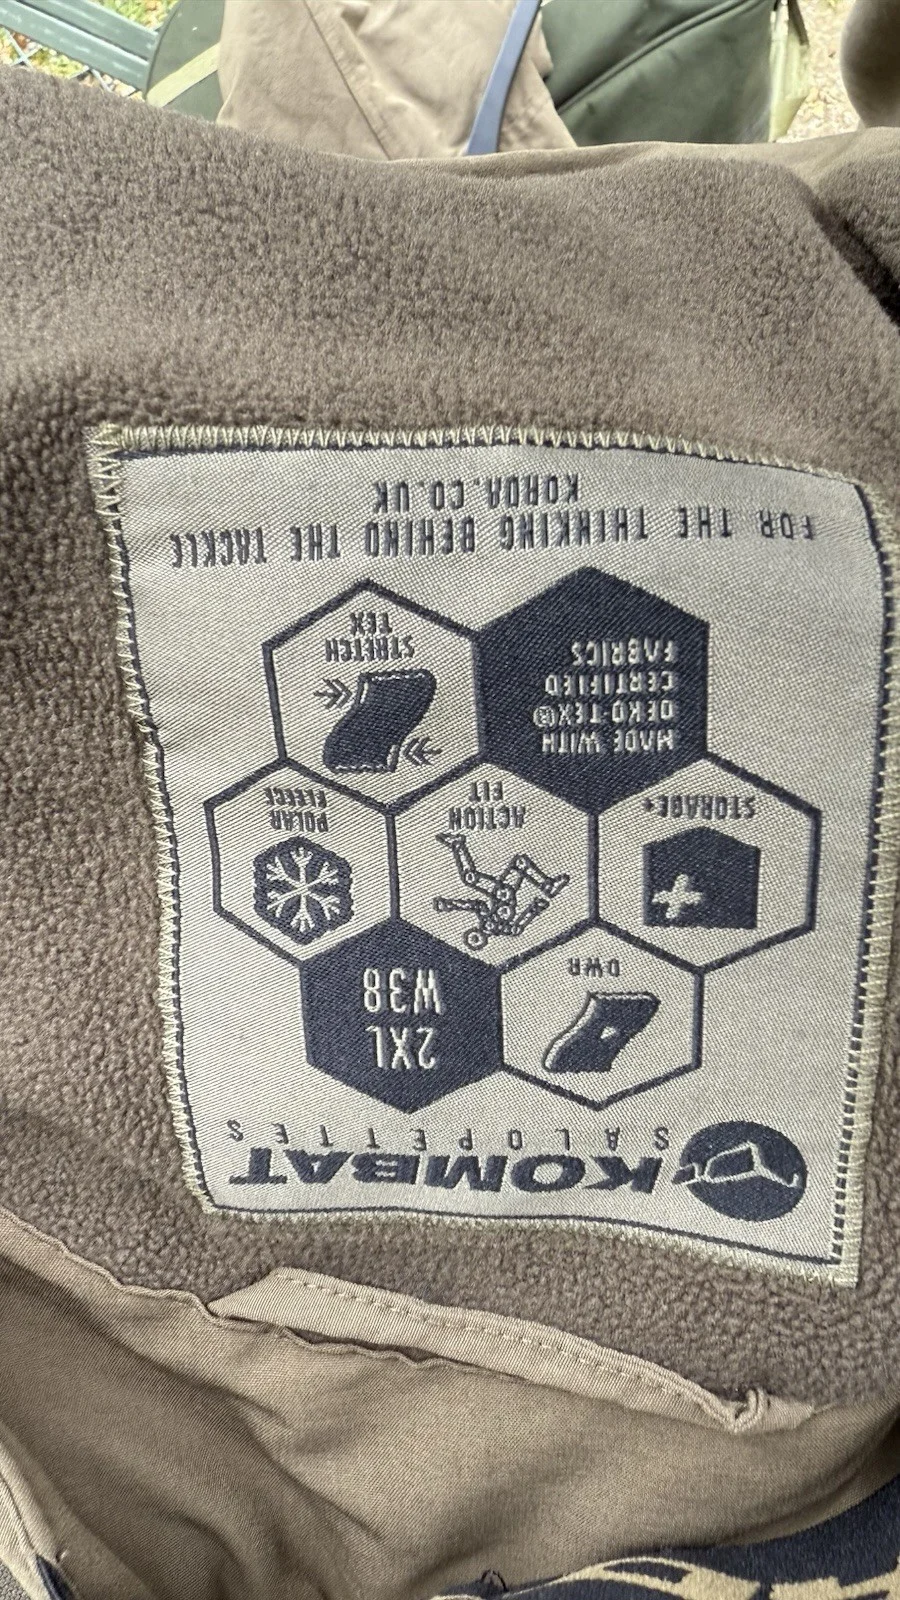 KOMBAT
SALOPETTES
DWR
2XL
W38
STORAGE+
ACTION
FIT
POLAR
FLEECE
MADE WITH
OEKO-TEX®
CERTIFIED
FABRICS
STRETCH
TEX
FOR THE THINKING BEHIND THE TACKLE
KORDA.CO.UK